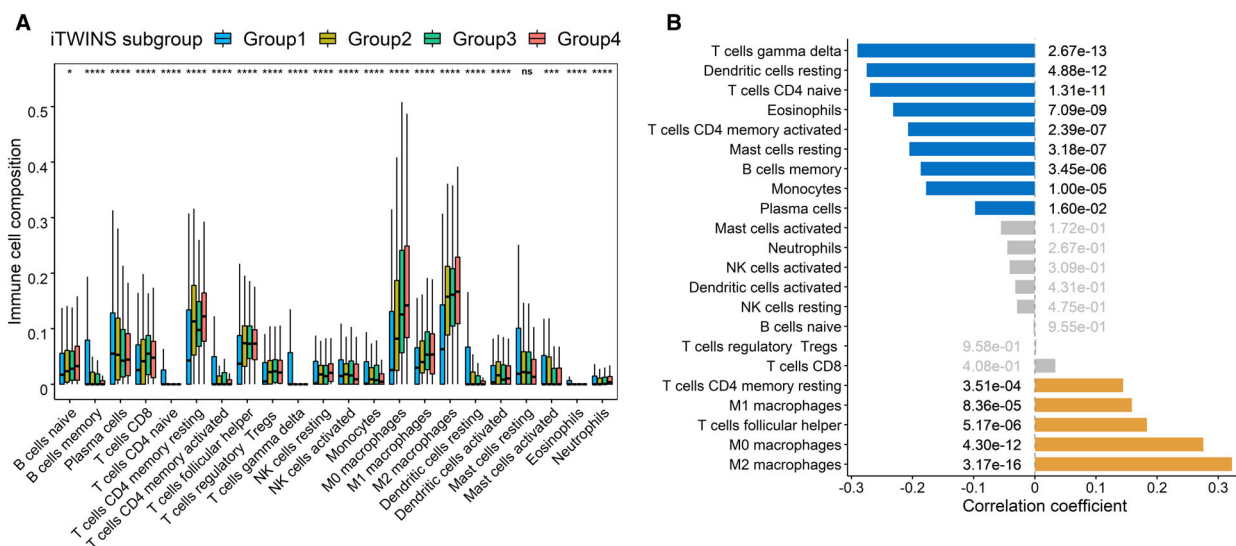 A
iTWINS subgroup Group1 Group2 Group3 Group4
* **** **** **** **** **** **** **** **** **** **** **** **** **** **** **** **** **** ns *** **** ****
Immune cell composition
0.5
0.3
0.2
0.1
0
B cells naive
B cells memory
Plasma cells
T cells CD8
T cells CD4 naive
T cells CD4 memory resting
T cells CD4 memory activated
T cells follicular helper
T cells regulatory Tregs
T cells gamma delta
NK cells resting
NK cells activated
Monocytes
M0 macrophages
M1 macrophages
M2 macrophages
Dendritic cells resting
Dendritic cells activated
Mast cells resting
Mast cells activated
Eosinophils
Neutrophils
B
T cells gamma delta 2.67e-13
Dendritic cells resting 4.88e-12
T cells CD4 naive 1.31e-11
Eosinophils 7.09e-09
T cells CD4 memory activated 2.39e-07
Mast cells resting 3.18e-07
B cells memory 3.45e-06
Monocytes 1.00e-05
Plasma cells 1.60e-02
Mast cells activated 1.72e-01
Neutrophils 2.67e-01
NK cells activated 3.09e-01
Dendritic cells activated 4.31e-01
NK cells resting 4.75e-01
B cells naive 9.55e-01
T cells regulatory Tregs 9.58e-01
T cells CD8 4.08e-01
T cells CD4 memory resting 3.51e-04
M1 macrophages 8.36e-05
T cells follicular helper 5.17e-06
M0 macrophages 4.30e-12
M2 macrophages 3.17e-16
-0.3 -0.2 -0.1 0 0.1 0.2 0.3
Correlation coefficient